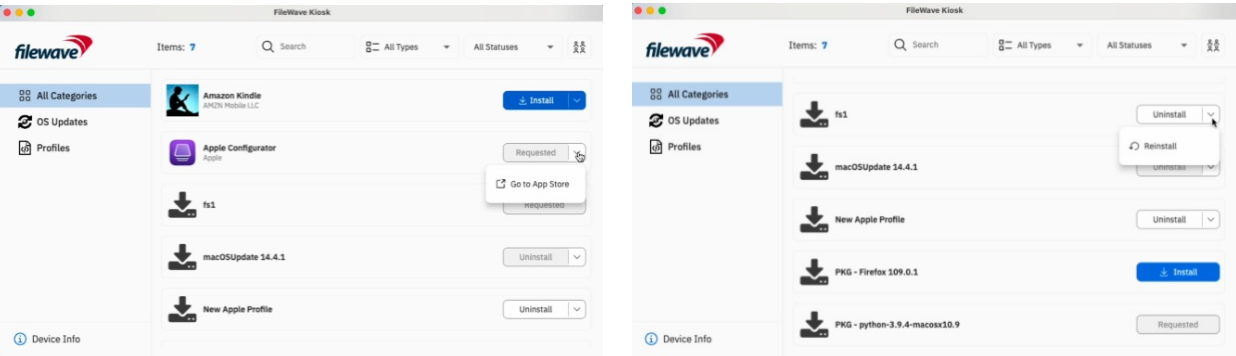 FileWave Kiosk
filewave
Items: 7
Search
All Types
All Statuses
All Categories
OS Updates
Profiles
Amazon Kindle
AMZN Mobile LLC
Install
Apple Configurator
Apple
Requested
Go to App Store
fs1
Requested
macOSUpdate 14.4.1
Uninstall
New Apple Profile
Uninstall
Device Info
FileWave Kiosk
filewave
Items: 7
Search
All Types
All Statuses
All Categories
OS Updates
Profiles
fs1
Uninstall
Reinstall
macOSUpdate 14.4.1
Uninstall
New Apple Profile
Uninstall
PKG - Firefox 109.0.1
Install
PKG - python-3.9.4-macosx10.9
Requested
Device Info